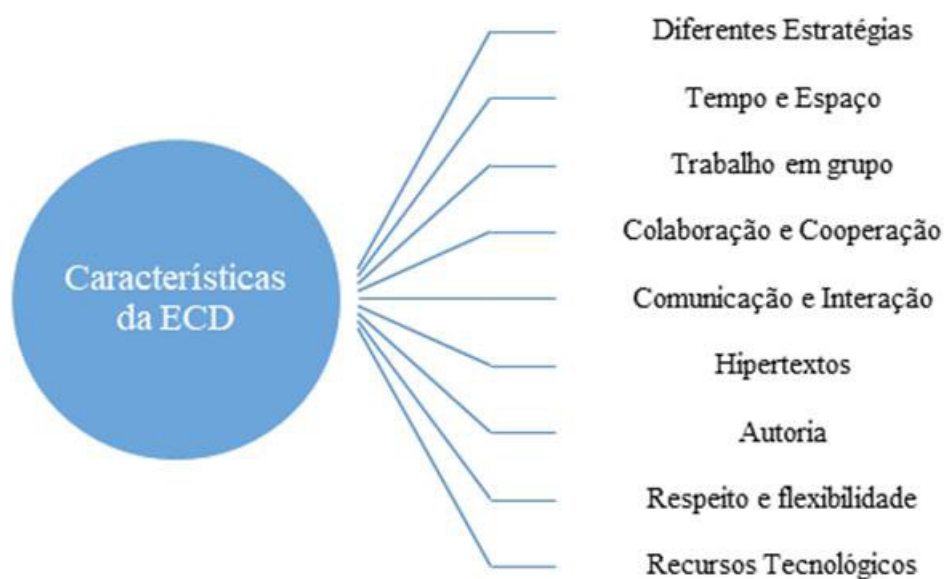 Características
da ECD
Diferentes Estratégias
Tempo e Espaço
Trabalho em grupo
Colaboração e Cooperação
Comunicação e Interação
Hipertextos
Autoria
Respeito e flexibilidade
Recursos Tecnológicos